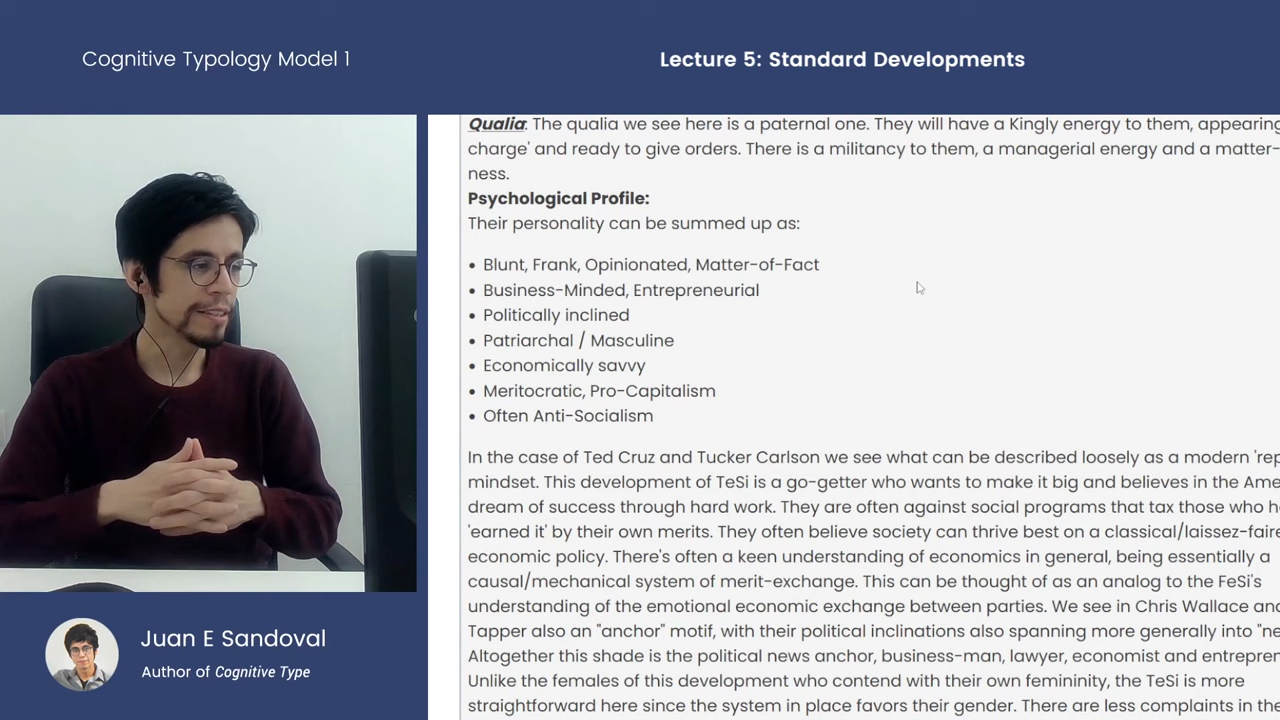 Cognitive Typology Model 1
Lecture 5: Standard Developments
Qualia: The qualia we see here is a paternal one. They will have a Kingly energy to them, appearing
charge' and ready to give orders. There is a militancy to them, a managerial energy and a matter-
ness.
Psychological Profile:
Their personality can be summed up as:
• Blunt, Frank, Opinionated, Matter-of-Fact
• Business-Minded, Entrepreneurial
• Politically inclined
• Patriarchal / Masculine
• Economically savvy
• Meritocratic, Pro-Capitalism
• Often Anti-Socialism
In the case of Ted Cruz and Tucker Carlson we see what can be described loosely as a modern 'rep
mindset. This development of TeSi is a go-getter who wants to make it big and believes in the Ame
dream of success through hard work. They are often against social programs that tax those who h
'earned it' by their own merits. They often believe society can thrive best on a classical/laissez-faire
economic policy. There's often a keen understanding of economics in general, being essentially a
causal/mechanical system of merit-exchange. This can be thought of as an analog to the FeSi's
understanding of the emotional economic exchange between parties. We see in Chris Wallace and
Tapper also an "anchor" motif, with their political inclinations also spanning more generally into "ne
Altogether this shade is the political news anchor, business-man, lawyer, economist and entrepren
Unlike the females of this development who contend with their own femininity, the TeSi is more
straightforward here since the system in place favors their gender. There are less complaints in the
Juan E Sandoval
Author of Cognitive Type